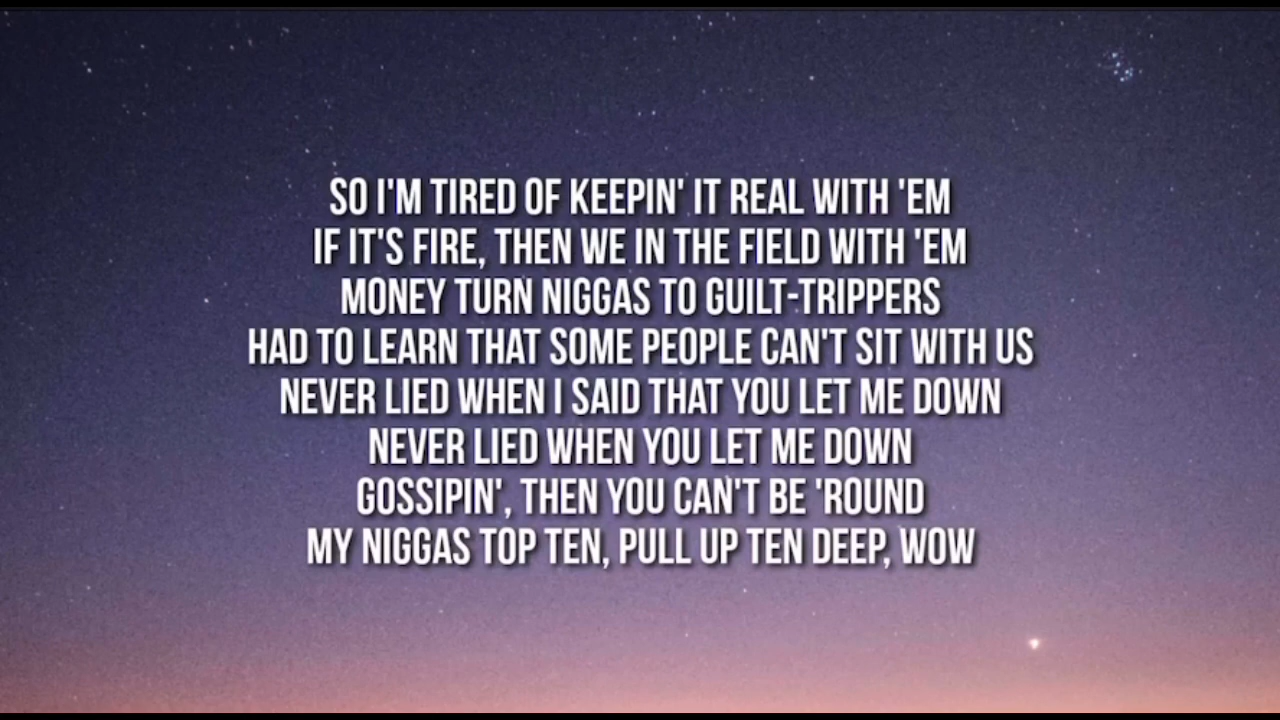 SO I'M TIRED OF KEEPIN' IT REAL WITH 'EM
IF IT'S FIRE, THEN WE IN THE FIELD WITH 'EM
MONEY TURN NIGGAS TO GUILT-TRIPPERS
HAD TO LEARN THAT SOME PEOPLE CAN'T SIT WITH US
NEVER LIED WHEN I SAID THAT YOU LET ME DOWN
NEVER LIED WHEN YOU LET ME DOWN
GOSSIPIN', THEN YOU CAN'T BE 'ROUND
MY NIGGAS TOP TEN, PULL UP TEN DEEP, WOW